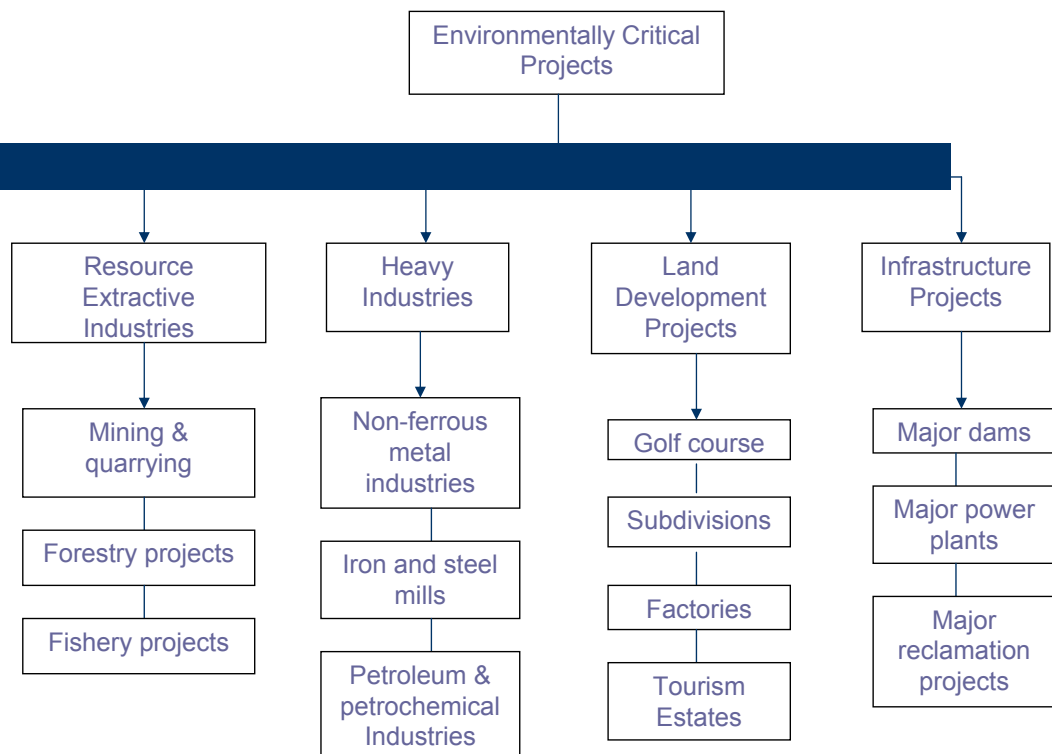 Environmentally Critical
Projects
Resource
Extractive
Industries
Mining &
quarrying
Forestry projects
Fishery projects
Heavy
Industries
Non-ferrous
metal
industries
Iron and steel
mills
Petroleum &
petrochemical
Industries
Land
Development
Projects
Golf course
Subdivisions
Factories
Tourism
Estates
Infrastructure
Projects
Major dams
Major power
plants
Major
reclamation
projects